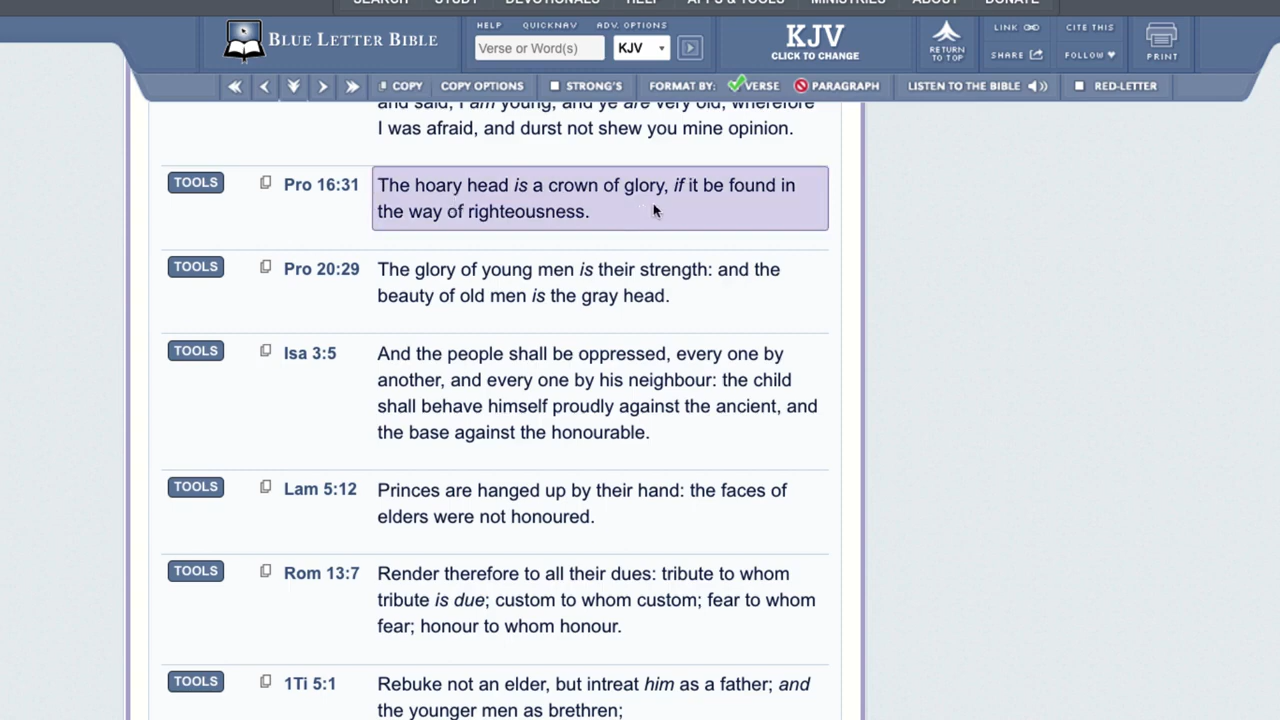 SEARCH STUDY DEVOTIONALS HELP APPS & TOOLS MINISTRIES ABOUT DONATE
BLUE LETTER BIBLE
HELP QUICKNAV ADV. OPTIONS
Verse or Word(s) KJV
KJV
CLICK TO CHANGE
RETURN
TO TOP
LINK CITE THIS
SHARE FOLLOW
PRINT
COPY COPY OPTIONS STRONG'S FORMAT BY: VERSE PARAGRAPH LISTEN TO THE BIBLE RED-LETTER
and said, I am young, and ye are very old; wherefore
I was afraid, and durst not shew you mine opinion.
TOOLS Pro 16:31 The hoary head is a crown of glory, if it be found in
the way of righteousness.
TOOLS Pro 20:29 The glory of young men is their strength: and the
beauty of old men is the gray head.
TOOLS Isa 3:5 And the people shall be oppressed, every one by
another, and every one by his neighbour: the child
shall behave himself proudly against the ancient, and
the base against the honourable.
TOOLS Lam 5:12 Princes are hanged up by their hand: the faces of
elders were not honoured.
TOOLS Rom 13:7 Render therefore to all their dues: tribute to whom
tribute is due; custom to whom custom; fear to whom
fear; honour to whom honour.
TOOLS 1Ti 5:1 Rebuke not an elder, but intreat him as a father; and
the younger men as brethren;